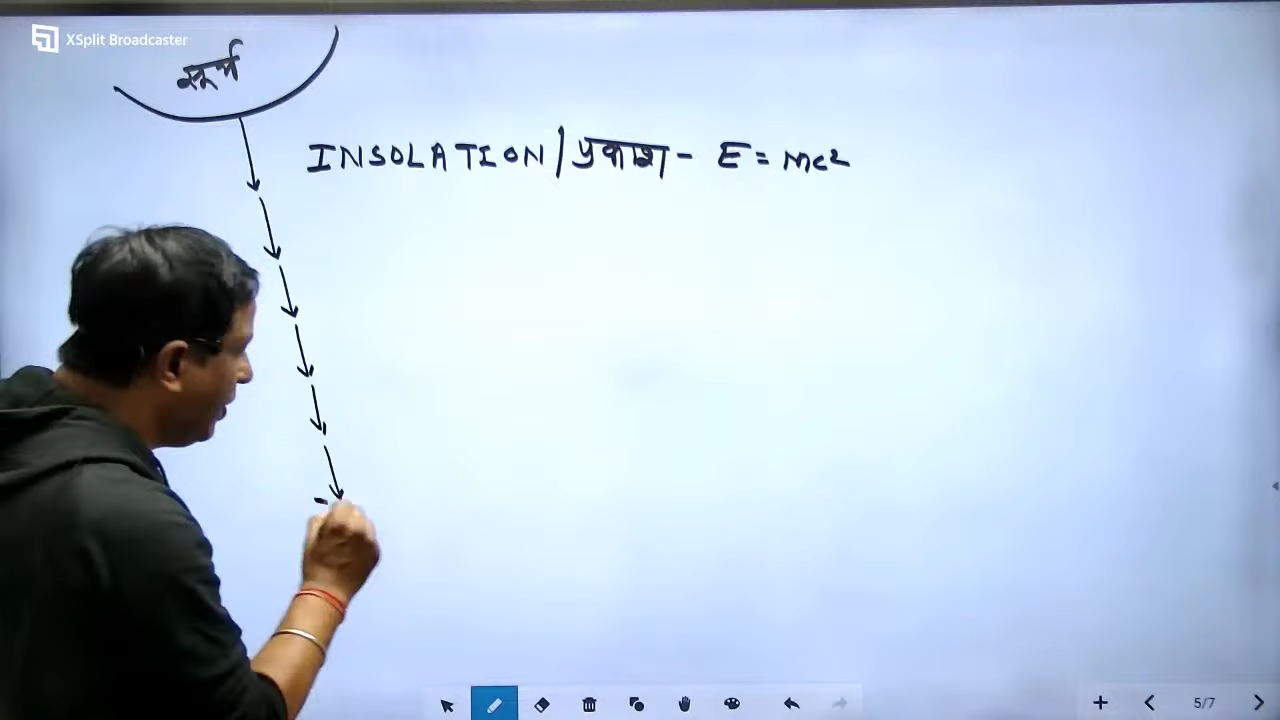 XSplit Broadcaster
सूर्य
INSOLATION/प्रकाश - E = mc²
5/7